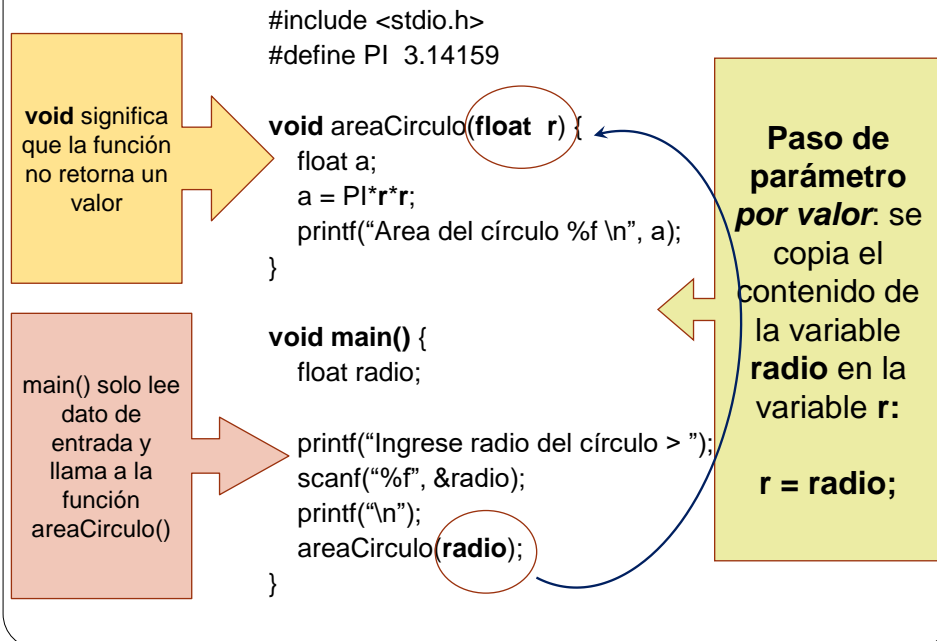 #include <stdio.h>
#define PI 3.14159
void significa
que la función
no retorna un
valor
void areaCirculo(float r) {
float a;
a = PI*r*r;
printf(“Area del círculo %f \n”, a);
}
main() solo lee
dato de
entrada y
llama a la
función
areaCirculo()
void main() {
float radio;
printf(“Ingrese radio del círculo > ”);
scanf(“%f”, &radio);
printf(“\n”);
areaCirculo(radio);
}
Paso de
parámetro
por valor: se
copia el
contenido de
la variable
radio en la
variable r:
r = radio;